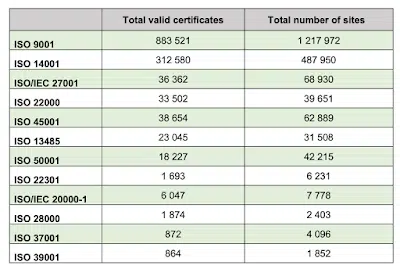 Total valid certificates Total number of sites
ISO 9001 883 521 1 217 972
ISO 14001 312 580 487 950
ISO/IEC 27001 36 362 68 930
ISO 22000 33 502 39 651
ISO 45001 38 654 62 889
ISO 13485 23 045 31 508
ISO 50001 18 227 42 215
ISO 22301 1 693 6 231
ISO/IEC 20000-1 6 047 7 778
ISO 28000 1 874 2 403
ISO 37001 872 4 096
ISO 39001 864 1 852